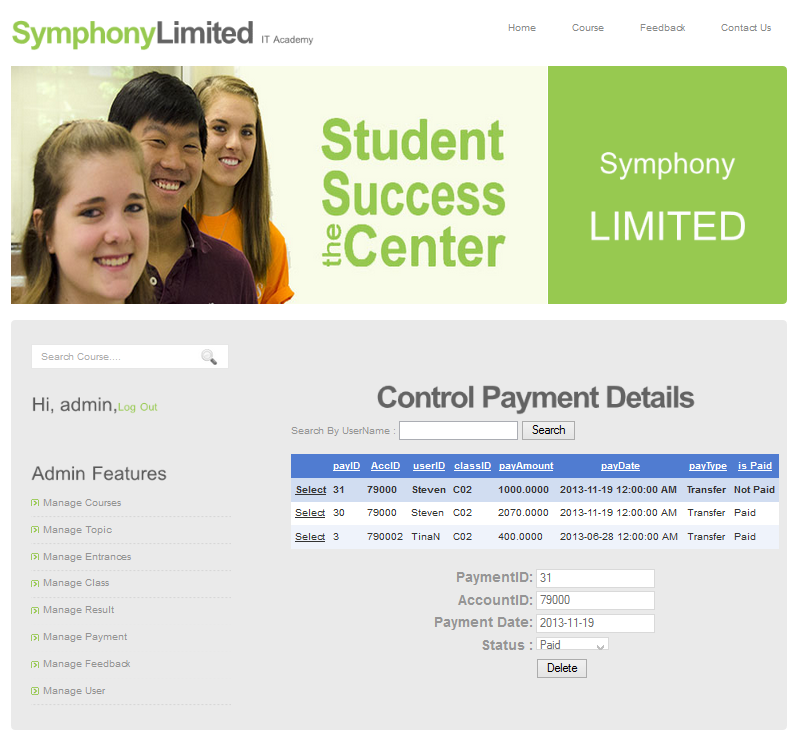 SymphonyLimited IT Academy
Home Course Feedback Contact Us
Student
Success
the Center
Symphony
LIMITED
Search Course....
Hi, admin,Log Out
Admin Features
Manage Courses
Manage Topic
Manage Entrances
Manage Class
Manage Result
Manage Payment
Manage Feedback
Manage User
Control Payment Details
Search By UserName : Search
payID AccID userID classID payAmount payDate payType is Paid
Select 31 79000 Steven C02 1000.0000 2013-11-19 12:00:00 AM Transfer Not Paid
Select 30 79000 Steven C02 2070.0000 2013-11-19 12:00:00 AM Transfer Paid
Select 3 790002 TinaN C02 400.0000 2013-06-28 12:00:00 AM Transfer Paid
PaymentID: 31
AccountID: 79000
Payment Date: 2013-11-19
Status : Paid
Delete